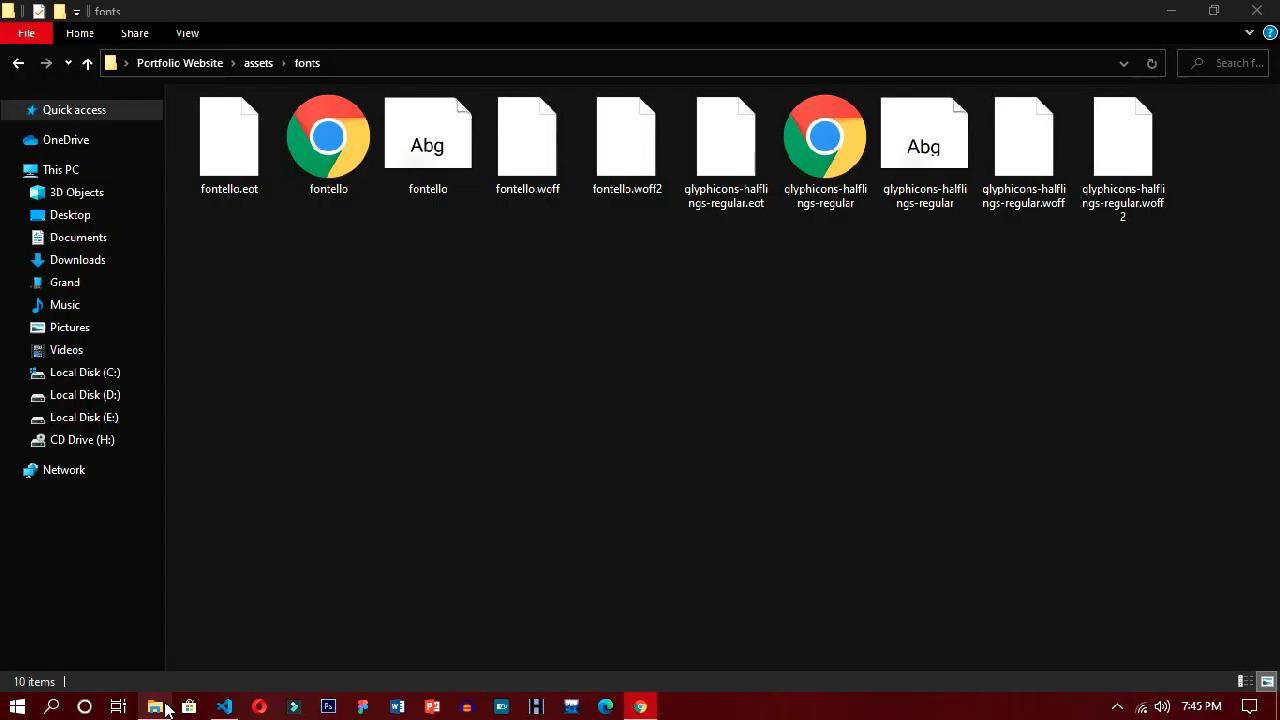 fonts
File Home Share View
Portfolio Website assets fonts
Search f...
Quick access
OneDrive
This PC
3D Objects
Desktop
Documents
Downloads
Grand
Music
Pictures
Videos
Local Disk (C:)
Local Disk (D:)
Local Disk (E:)
CD Drive (H:)
Network
Abg
Abg
fontello.eot
fontello
fontello
fontello.woff
fontello.woff2
glyphicons-halfli
ngs-regular.eot
glyphicons-halfli
ngs-regular
glyphicons-halfli
ngs-regular
glyphicons-halfli
ngs-regular.woff
glyphicons-halfli
ngs-regular.woff
2
10 items
7:45 PM